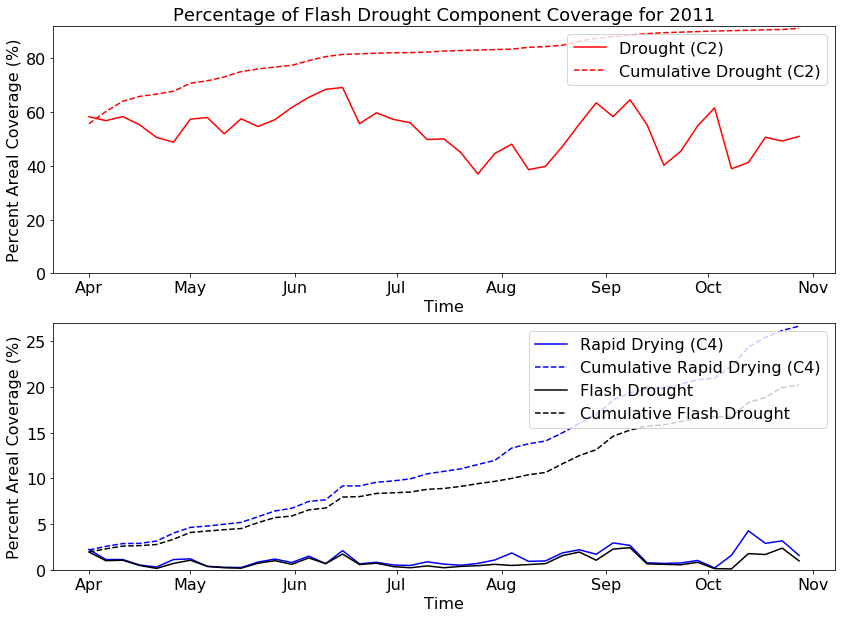 Percentage of Flash Drought Component Coverage for 2011
Percent Areal Coverage (%)
80
60
40
20
0
Drought (C2)
Cumulative Drought (C2)
Apr May Jun Jul Aug Sep Oct Nov
Time
Percent Areal Coverage (%)
25
20
15
10
5
0
Rapid Drying (C4)
Cumulative Rapid Drying (C4)
Flash Drought
Cumulative Flash Drought
Apr May Jun Jul Aug Sep Oct Nov
Time